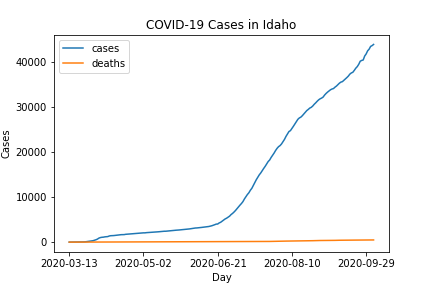 COVID-19 Cases in Idaho
cases
deaths
40000
30000
20000
10000
0
Cases
2020-03-13 2020-05-02 2020-06-21 2020-08-10 2020-09-29
Day